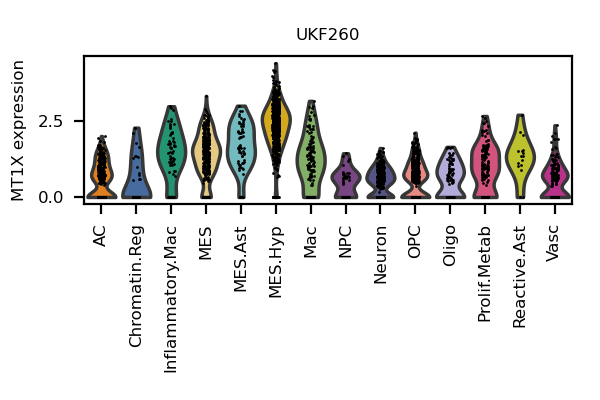 UKF260
MT1X expression
2.5
0.0
AC
Chromatin.Reg
Inflammatory.Mac
MES
MES.Ast
MES.Hyp
Mac
NPC
Neuron
OPC
Oligo
Prolif.Metab
Reactive.Ast
Vasc